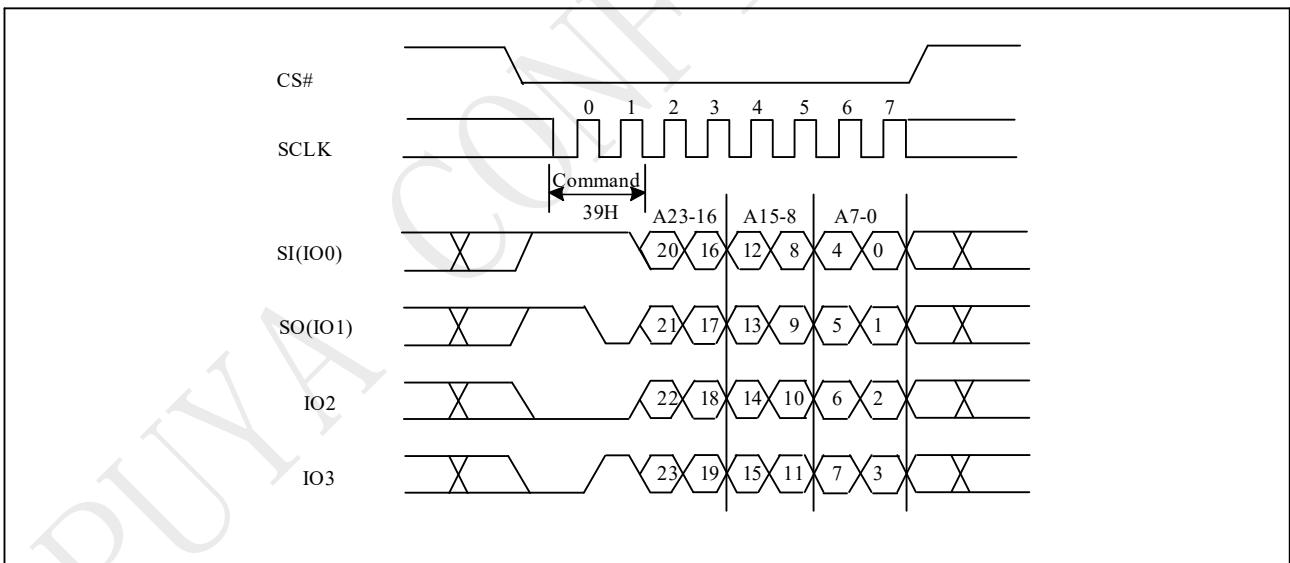 PUYA CONF
CS#
0 1 2 3 4 5 6 7
SCLK
Command
39H
A23-16 A15-8 A7-0
SI(IO0) 20 16 12 8 4 0
SO(IO1) 21 17 13 9 5 1
IO2 22 18 14 10 6 2
IO3 23 19 15 11 7 3